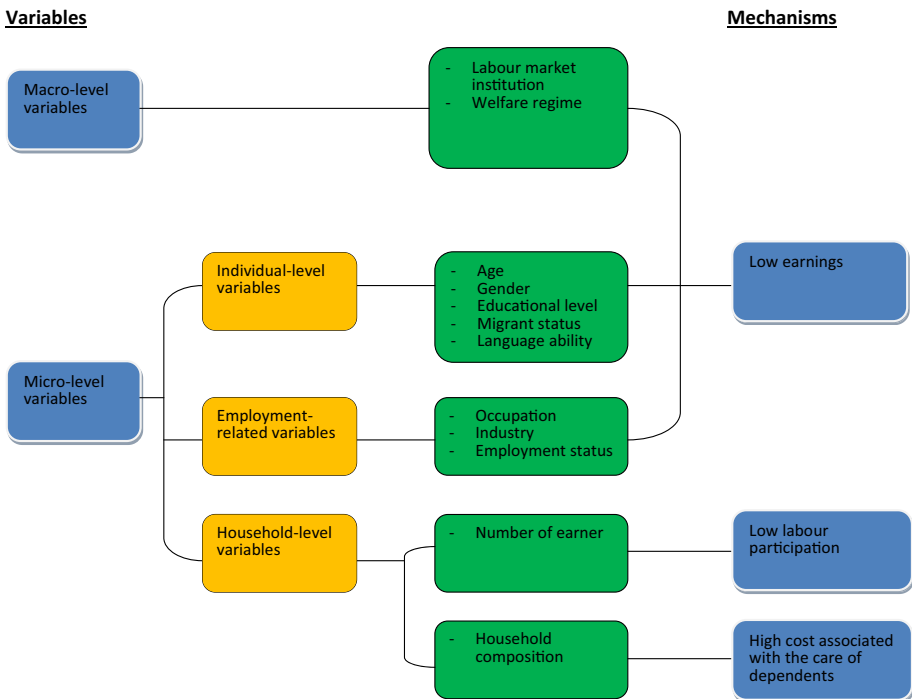 Variables
Mechanisms
Macro-level
variables
- Labour market
institution
- Welfare regime
Individual-level
variables
- Age
- Gender
- Educational level
- Migrant status
- Language ability
Low earnings
Micro-level
variables
Employment-
related variables
- Occupation
- Industry
- Employment status
Household-level
variables
- Number of earner
Low labour
participation
- Household
composition
High cost associated
with the care of
dependents